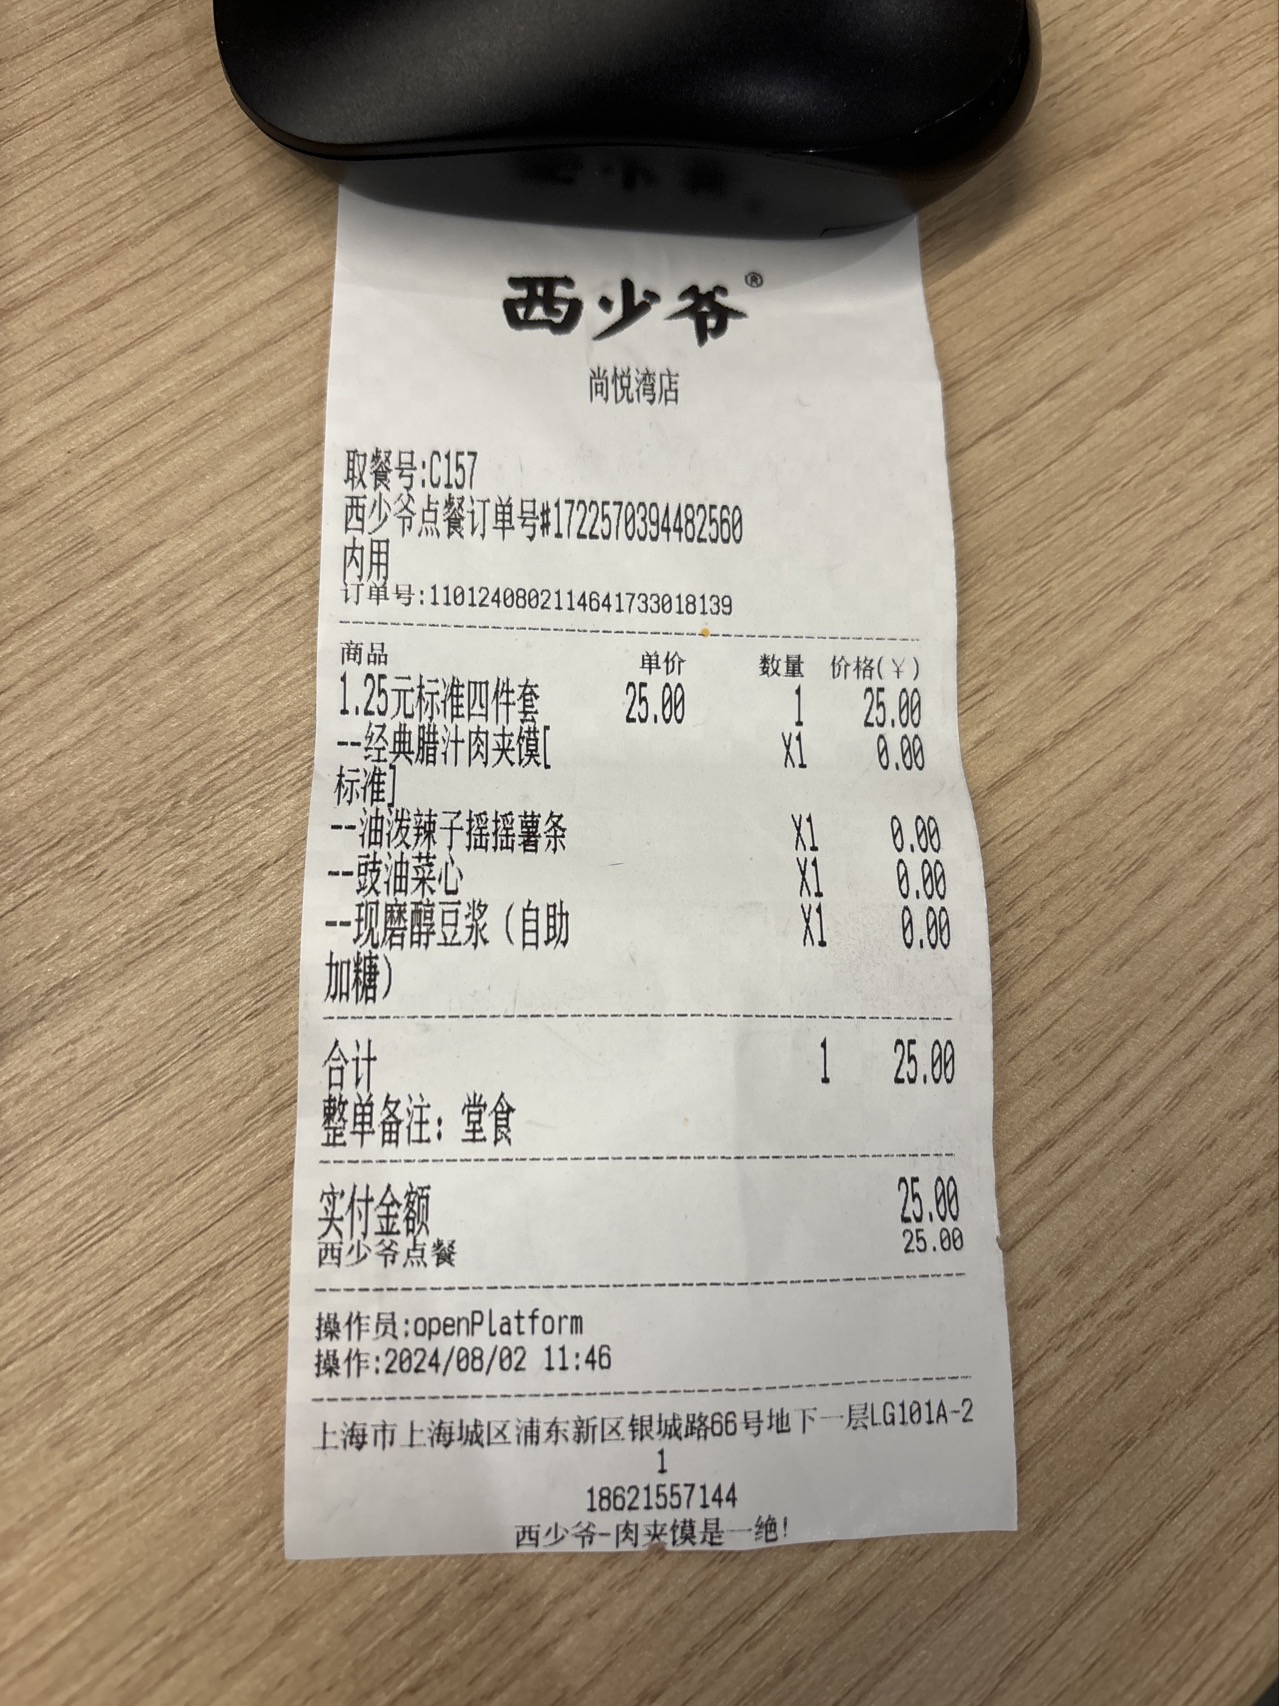 西少爷®
尚悦湾店
取餐号:C157
西少爷点餐订单号#1722570394482560
内用
订单号:11012408021146417330​18139
商品 单价 数量 价格(¥)
1.25元标准四件套 25.00 1 25.00
--经典腊汁肉夹馍[ X1 0.00
标准]
--油泼辣子摇摇薯条 X1 0.00
--豉油菜心 X1 0.00
--现磨醇豆浆（自助 X1 0.00
加糖）
合计 1 25.00
整单备注：堂食
实付金额 25.00
西少爷点餐 25.00
操作员:openPlatform
操作:2024/08/02 11:46
上海市上海城区浦东新区银城路66号地下一层LG101A-2
1
18621557144
西少爷-肉夹馍是一绝!